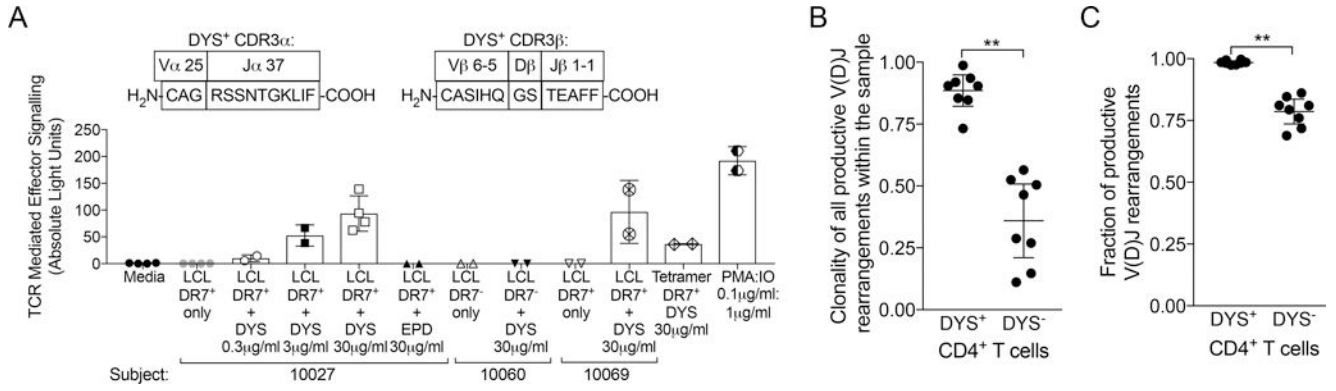 A
DYS+ CDR3α:
Vα 25 Jα 37
H₂N- CAG RSSNTGKLIF -COOH
DYS+ CDR3β:
Vβ 6-5 Dβ Jβ 1-1
H₂N- CASIHQ GS TEAFF -COOH
TCR Mediated Effector Signalling
(Absolute Light Units)
250
200
150
100
50
0
Media
LCL
DR7+
only
LCL
DR7+
+
DYS
0.3µg/ml
LCL
DR7+
+
DYS
3µg/ml
LCL
DR7+
+
DYS
30µg/ml
LCL
DR7+
+
EPD
30µg/ml
LCL
DR7-
only
LCL
DR7-
+
DYS
30µg/ml
LCL
DR7+
only
LCL
DR7+
+
DYS
30µg/ml
Tetramer
DR7+
DYS
30µg/ml
PMA:IO
0.1µg/ml:
1µg/ml
Subject: 10027 10060 10069
B
Clonality of all productive V(D)J
rearrangements within the sample
**
1.00
0.75
0.50
0.25
0.00
DYS+ DYS-
CD4+ T cells
C
Fraction of productive
V(D)J rearrangements
**
1.00
0.75
0.50
0.25
0.00
DYS+ DYS-
CD4+ T cells